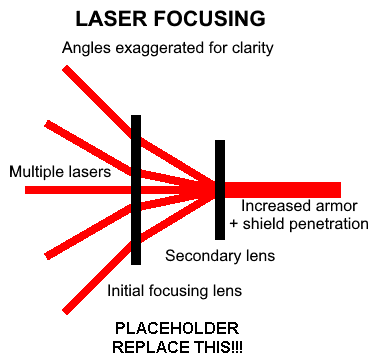 LASER FOCUSING
Angles exaggerated for clarity
Multiple lasers
Increased armor
+ shield penetration
Secondary lens
Initial focusing lens
PLACEHOLDER
REPLACE THIS!!!